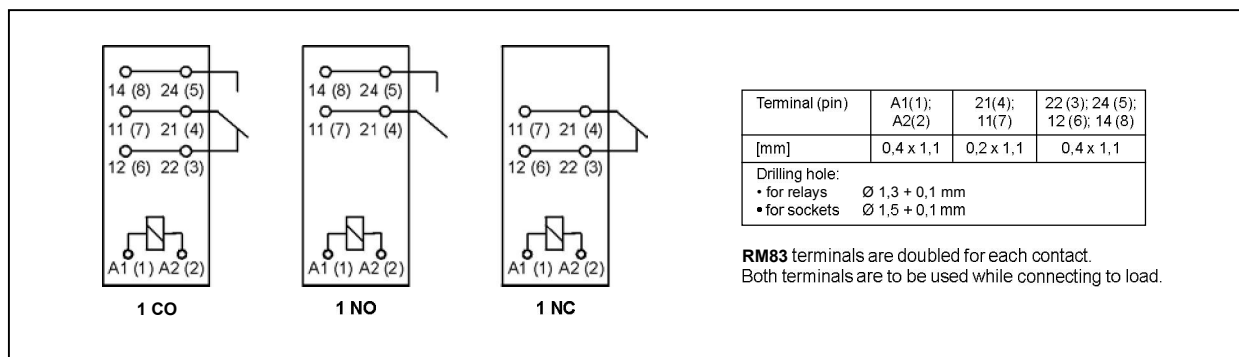 14 (8) 24 (5)
11 (7) 21 (4)
12 (6) 22 (3)
A1 (1) A2 (2)
1 CO
14 (8) 24 (5)
11 (7) 21 (4)
A1 (1) A2 (2)
1 NO
11 (7) 21 (4)
12 (6) 22 (3)
A1 (1) A2 (2)
1 NC
Terminal (pin) A1(1); 21(4); 22 (3); 24 (5);
A2(2) 11(7) 12 (6); 14 (8)
[mm] 0,4 x 1,1 0,2 x 1,1 0,4 x 1,1
Drilling hole:
• for relays Ø 1,3 + 0,1 mm
• for sockets Ø 1,5 + 0,1 mm
RM83 terminals are doubled for each contact.
Both terminals are to be used while connecting to load.